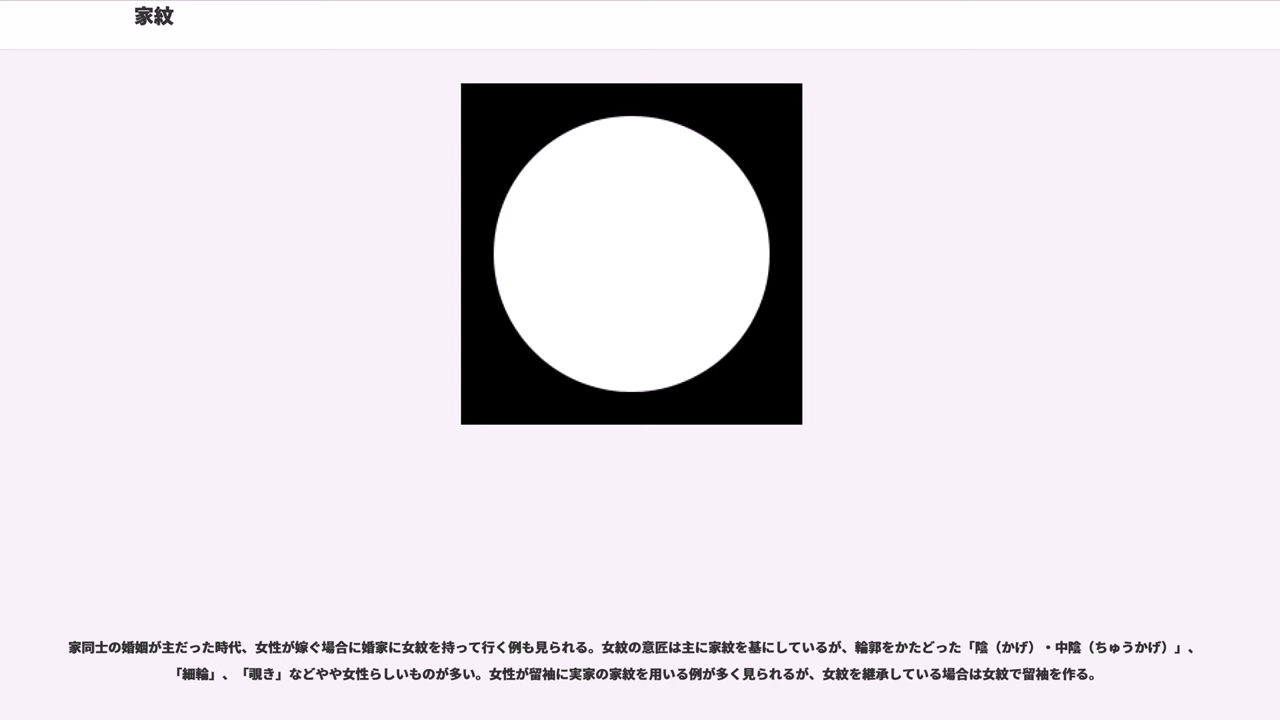 家紋
家同士の婚姻が主だった時代、女性が嫁ぐ場合に婚家に女紋を持って行く例も見られる。女紋の意匠は主に家紋を基にしているが、輪郭をかたどった「陰（かげ）・中陰（ちゅうかげ）」、
「細輪」、「覗き」などやや女性らしいものが多い。女性が留袖に実家の家紋を用いる例が多く見られるが、女紋を継承している場合は女紋で留袖を作る。